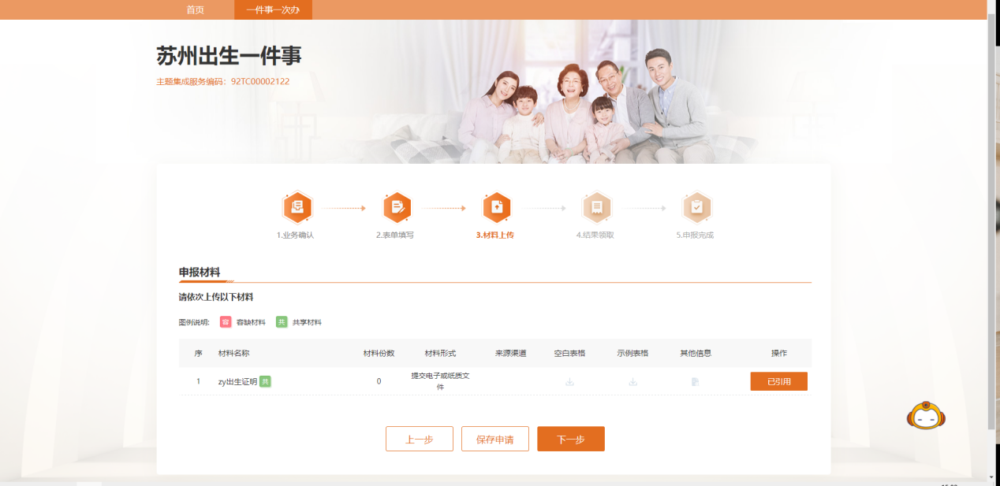 首页 一件事一次办
苏州出生一件事
主题集成服务编码：92TC00002122
1.业务确认 2.表单填写 3.材料上传 4.结果领取 5.申报完成
申报材料
请依次上传以下材料
图例说明: 容 容缺材料 共 共享材料
序 材料名称 材料份数 材料形式 来源渠道 空白表格 示例表格 其他信息 操作
1 zy出生证明 共 0 提交电子或纸质文件 已引用
上一步 保存申请 下一步